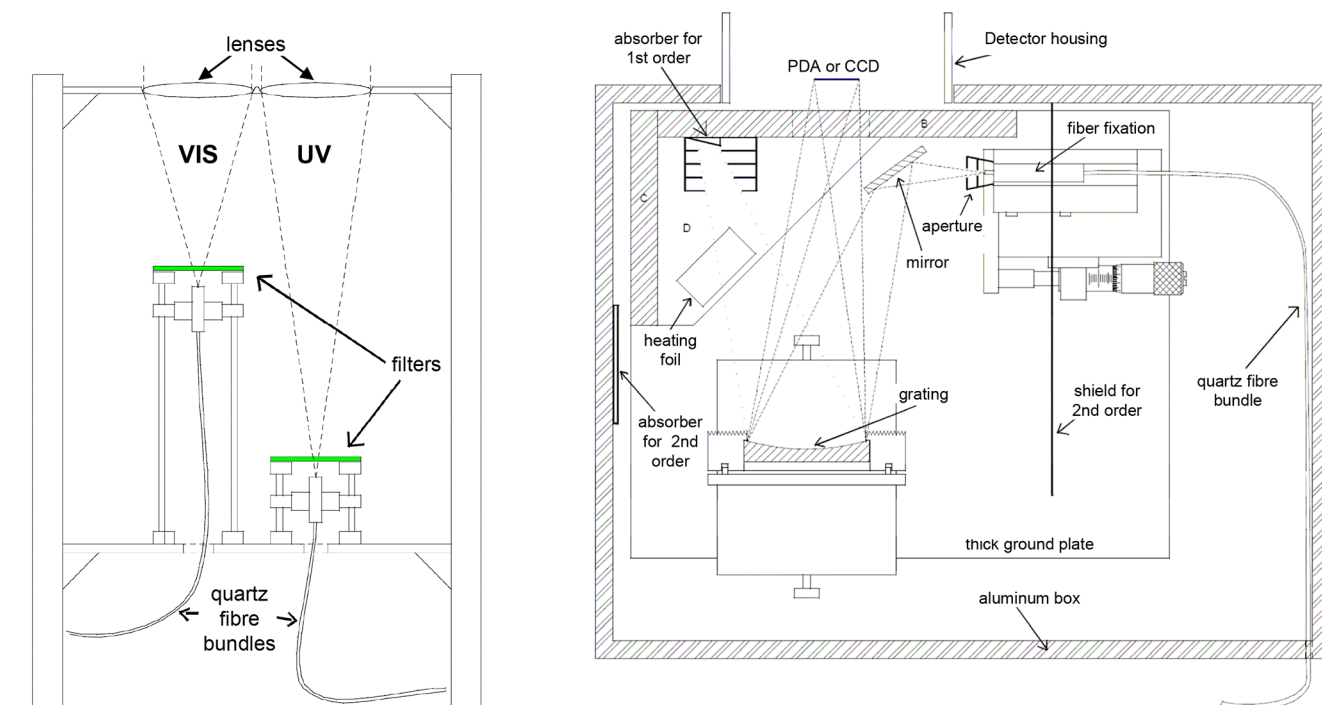 lenses
VIS
UV
filters
quartz
fibre
bundles
absorber for
1st order
PDA or CCD
Detector housing
B
fiber fixation
C
D
aperture
mirror
heating
foil
grating
quartz fibre
bundle
shield for
2nd order
absorber
for 2nd
order
thick ground plate
aluminum box